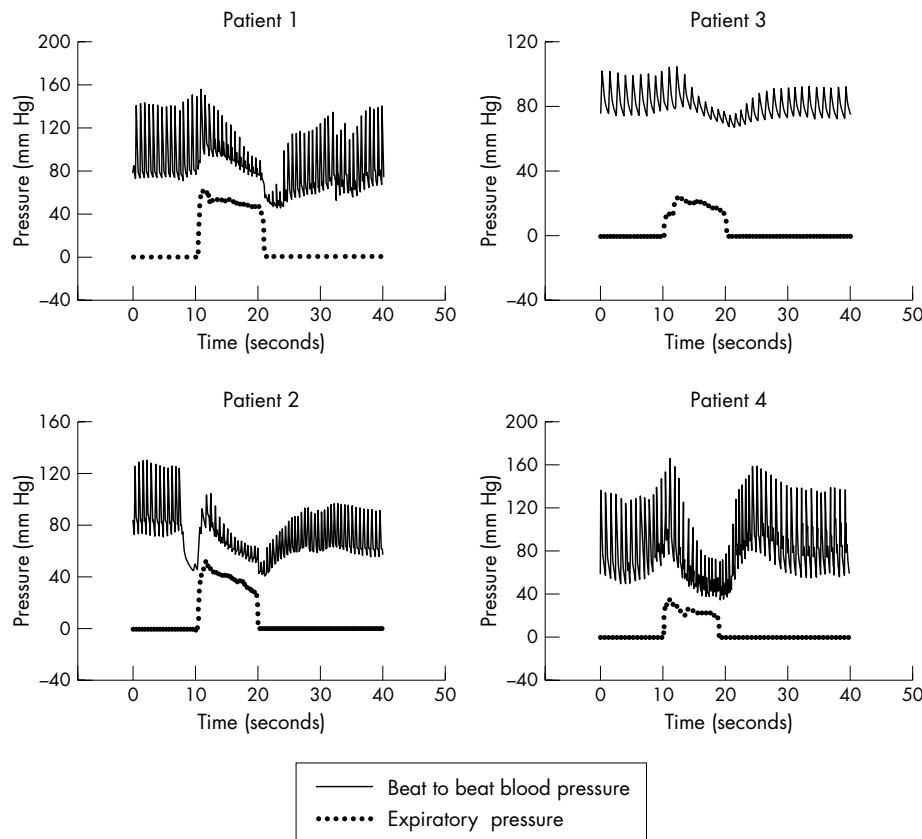 Patient 1
200
160
120
80
40
0
–40
Pressure (mm Hg)
0 10 20 30 40 50
Time (seconds)
Patient 3
120
80
40
0
–40
Pressure (mm Hg)
0 10 20 30 40 50
Time (seconds)
Patient 2
160
120
80
40
0
–40
Pressure (mm Hg)
0 10 20 30 40 50
Time (seconds)
Patient 4
200
160
120
80
40
0
–40
Pressure (mm Hg)
0 10 20 30 40 50
Time (seconds)
Beat to beat blood pressure
Expiratory pressure